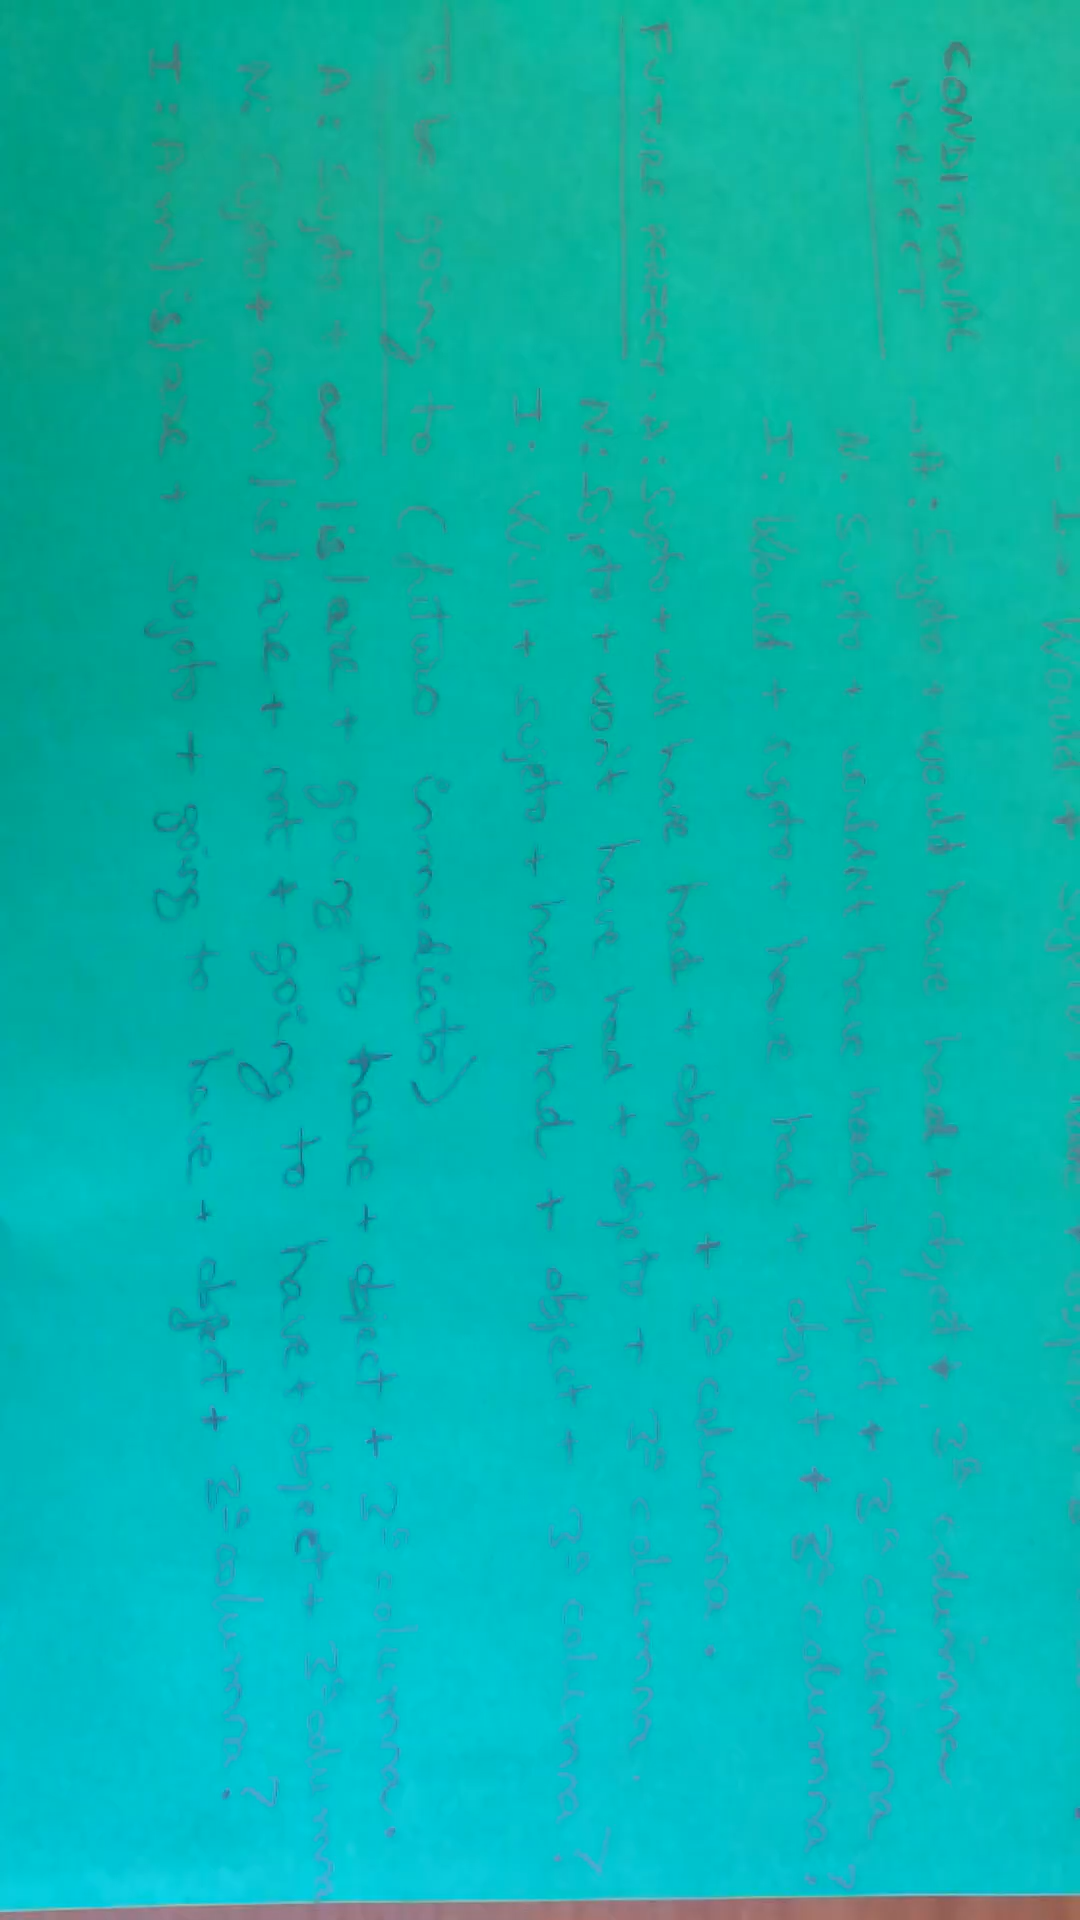 - I -> Would + sujeto + have + objeto +
CONDITIONAL
PERFECT → A: Sujeto + would have had + object + 3ª columna
N: Sujeto + wouldn't have head + object + 3ª columna
I: Would + sujeto + have had + object + 3ª columna?
FUTURE PERFECT · A: Sujeto + will have had + object + 3ª columna.
N: Sujeto + won't have had + objeto + 3ª columna.
I: Will + sujeto + have had + object + 3ª columna?
To be going to (futuro inmediato)
A: Sujeto + am/is/are + going to have + object + 3ª columna.
N: Sujeto + am/is/are + not + going to have + object + 3ª column
I: Am/is/are + sujeto + going to have + object + 3ª columna?